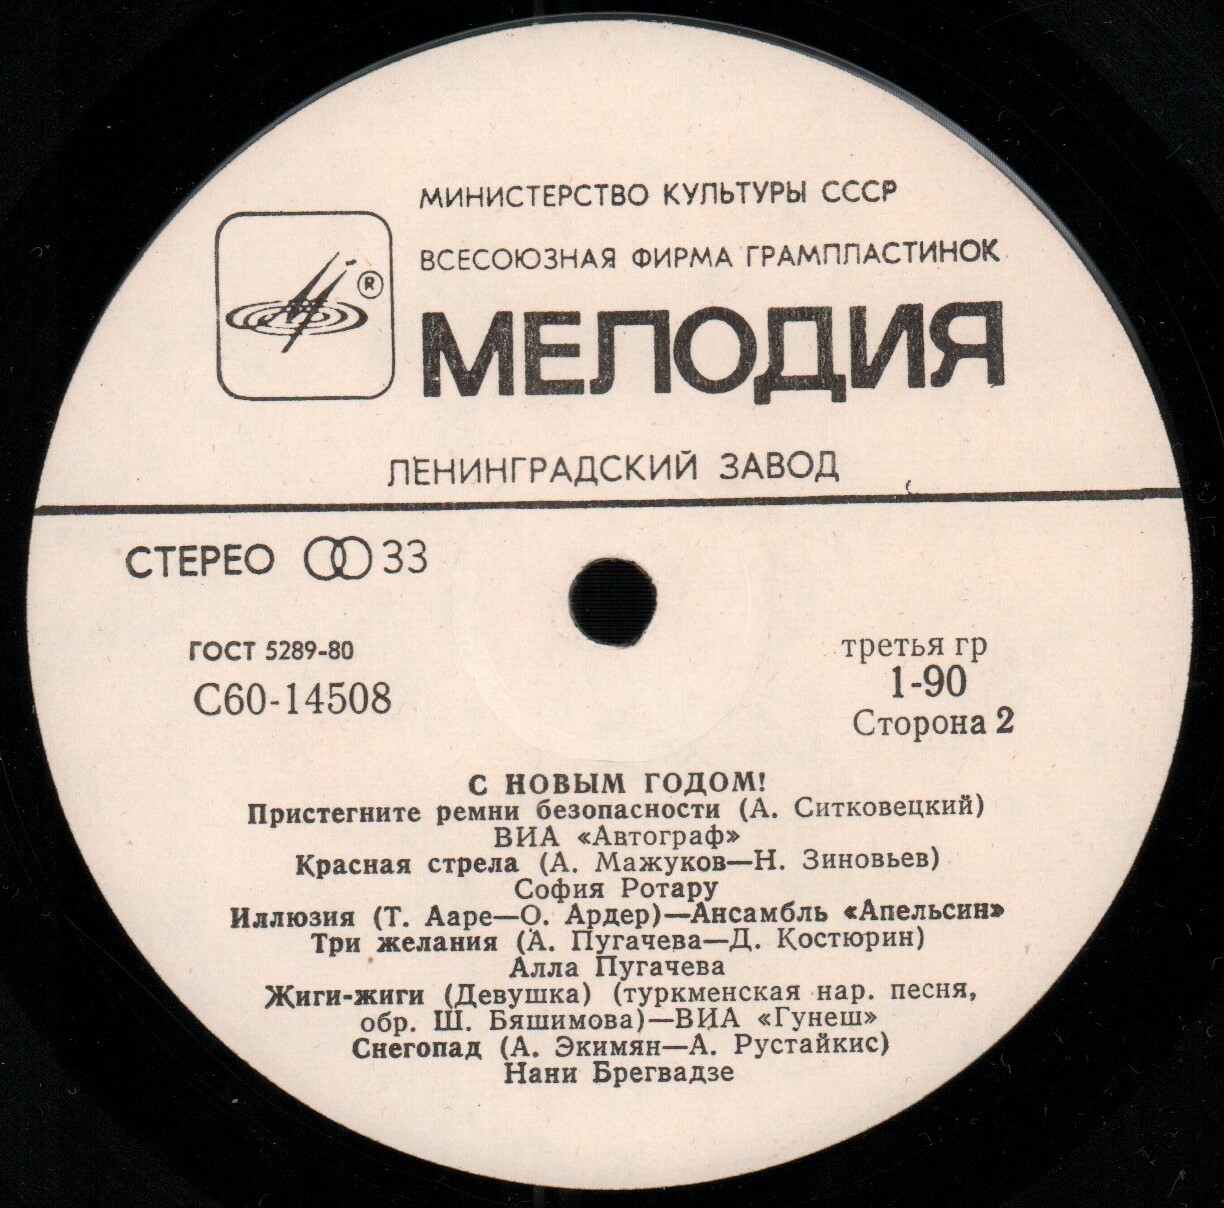 МИНИСТЕРСТВО КУЛЬТУРЫ СССР
ВСЕСОЮЗНАЯ ФИРМА ГРАМПЛАСТИНОК
®
МЕЛОДИЯ
ЛЕНИНГРАДСКИЙ ЗАВОД
СТЕРЕО 33
ГОСТ 5289-80
С60-14508
третья гр
1-90
Сторона 2
С НОВЫМ ГОДОМ!
Пристегните ремни безопасности (А. Ситковецкий)
ВИА «Автограф»
Красная стрела (А. Мажуков—Н. Зиновьев)
София Ротару
Иллюзия (Т. Ааре—О. Ардер)—Ансамбль «Апельсин»
Три желания (А. Пугачева—Д. Костюрин)
Алла Пугачева
Жиги-жиги (Девушка) (туркменская нар. песня,
обр. Ш. Бяшимова)—ВИА «Гунеш»
Снегопад (А. Экимян—А. Рустайкис)
Нани Брегвадзе